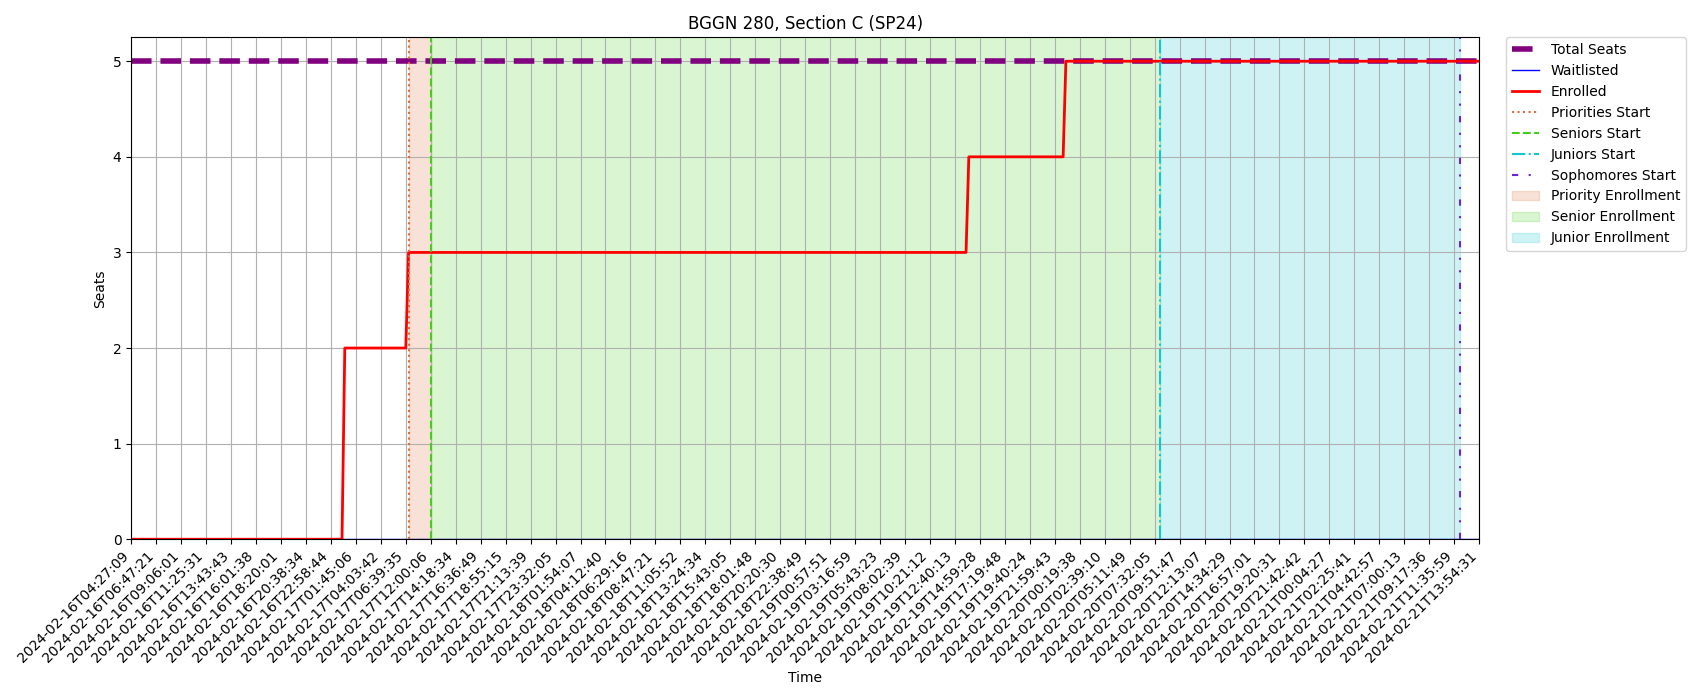 BGGN 280, Section C (SP24)
5
4
3
2
1
0
Seats
2024-02-16T04:27:09
2024-02-16T06:47:21
2024-02-16T09:06:01
2024-02-16T11:25:31
2024-02-16T13:43:43
2024-02-16T16:01:38
2024-02-16T18:20:01
2024-02-16T20:38:34
2024-02-16T22:58:44
2024-02-17T01:45:06
2024-02-17T04:03:42
2024-02-17T06:39:35
2024-02-17T12:00:06
2024-02-17T14:18:34
2024-02-17T16:36:49
2024-02-17T18:55:15
2024-02-17T21:13:39
2024-02-17T23:32:05
2024-02-18T01:54:07
2024-02-18T04:12:40
2024-02-18T06:29:16
2024-02-18T08:47:21
2024-02-18T11:05:52
2024-02-18T13:24:34
2024-02-18T15:43:05
2024-02-18T18:01:48
2024-02-18T20:20:30
2024-02-18T22:38:49
2024-02-19T00:57:51
2024-02-19T03:16:59
2024-02-19T05:43:23
2024-02-19T08:02:39
2024-02-19T10:21:12
2024-02-19T12:40:13
2024-02-19T14:59:28
2024-02-19T17:19:48
2024-02-19T19:40:24
2024-02-19T21:59:43
2024-02-20T00:19:38
2024-02-20T02:39:10
2024-02-20T05:11:49
2024-02-20T07:32:05
2024-02-20T09:51:47
2024-02-20T12:13:07
2024-02-20T14:34:29
2024-02-20T16:57:01
2024-02-20T19:20:31
2024-02-20T21:42:42
2024-02-21T00:04:27
2024-02-21T02:25:41
2024-02-21T04:42:57
2024-02-21T07:00:13
2024-02-21T09:17:36
2024-02-21T11:35:59
2024-02-21T13:54:31
Time
Total Seats
Waitlisted
Enrolled
Priorities Start
Seniors Start
Juniors Start
Sophomores Start
Priority Enrollment
Senior Enrollment
Junior Enrollment